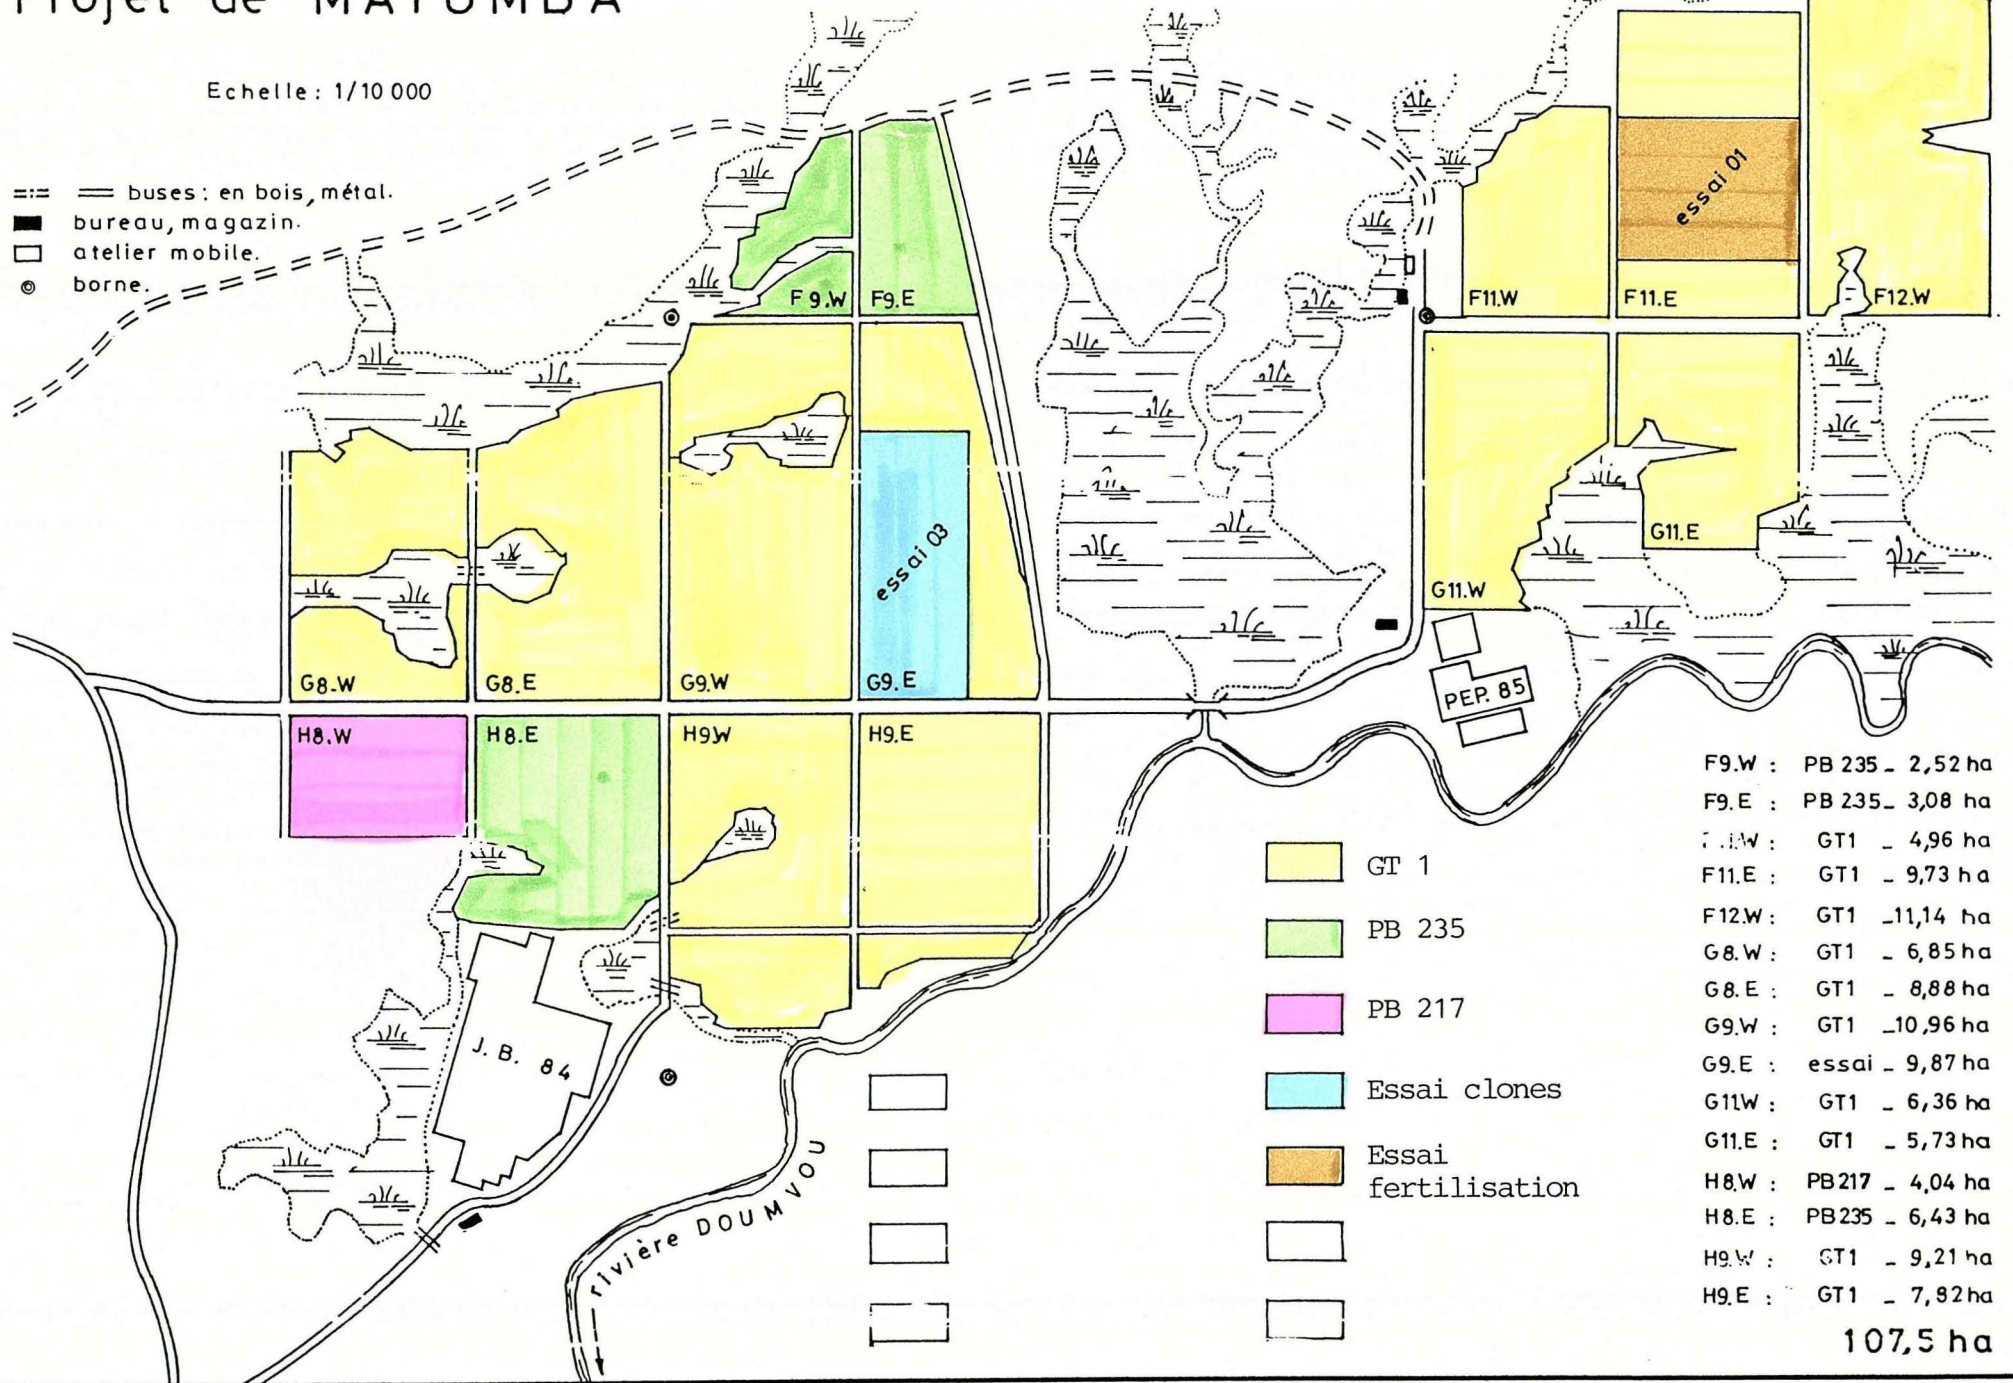 Projet de MAYUMBA
Echelle : 1/10 000
buses : en bois, métal.
bureau, magazin.
atelier mobile.
borne.
essai 01
F9.W
F9.E
F11.W
F11.E
F12.W
essai 03
G11.E
G11.W
G8.W
G8.E
G9.W
G9.E
PEP. 85
H8.W
H8.E
H9.W
H9.E
J. B. 84
rivière DOUMVOU
GT 1
PB 235
PB 217
Essai clones
Essai
fertilisation
F9.W : PB 235 - 2,52 ha
F9.E : PB 235 - 3,08 ha
GT1 - 4,96 ha
F11.E : GT1 - 9,73 ha
F12.W : GT1 - 11,14 ha
G8.W : GT1 - 6,85 ha
G8.E : GT1 - 8,88 ha
G9.W : GT1 - 10,96 ha
G9.E : essai - 9,87 ha
G11.W : GT1 - 6,36 ha
G11.E : GT1 - 5,73 ha
H8.W : PB 217 - 4,04 ha
H8.E : PB 235 - 6,43 ha
H9.W : GT1 - 9,21 ha
H9.E : GT1 - 7,82 ha
107,5 ha